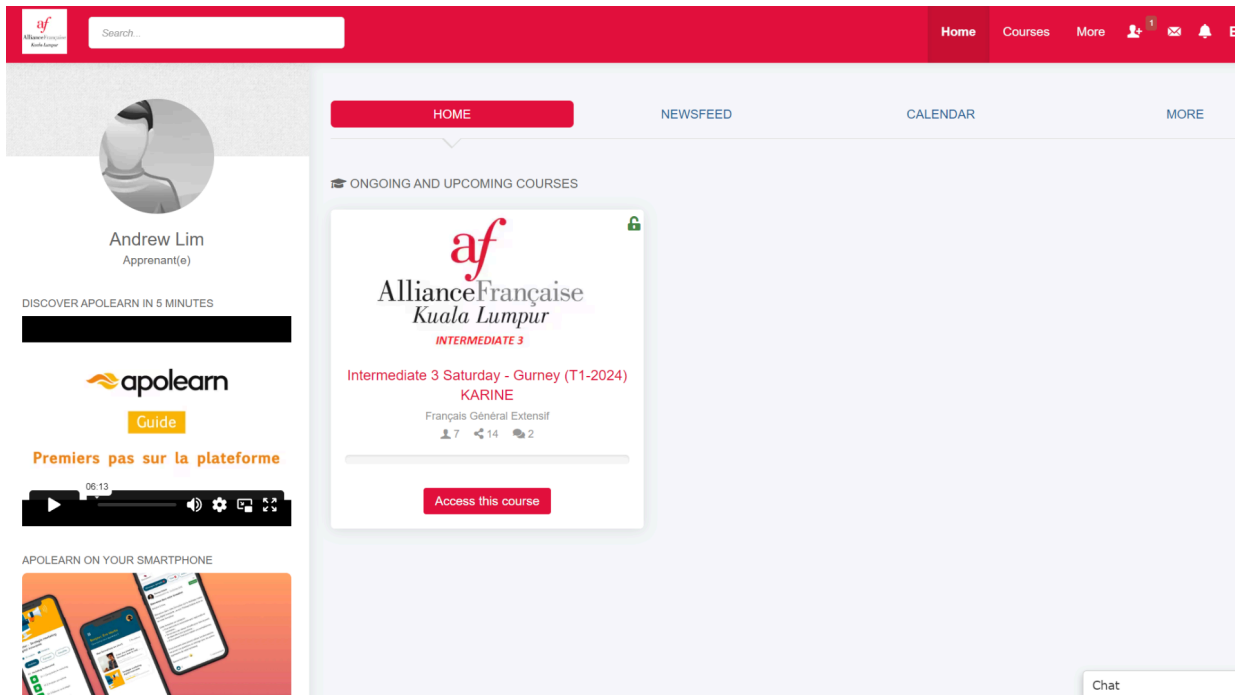 af
AllianceFrançaise
Kuala Lumpur
Search...
Home
Courses
More
1
HOME
NEWSFEED
CALENDAR
MORE
Andrew Lim
Apprenant(e)
DISCOVER APOLEARN IN 5 MINUTES
apolearn
Guide
Premiers pas sur la plateforme
06:13
APOLEARN ON YOUR SMARTPHONE
ONGOING AND UPCOMING COURSES
af
AllianceFrançaise
Kuala Lumpur
INTERMEDIATE 3
Intermediate 3 Saturday - Gurney (T1-2024)
KARINE
Français Général Extensif
7 14 2
Access this course
Chat